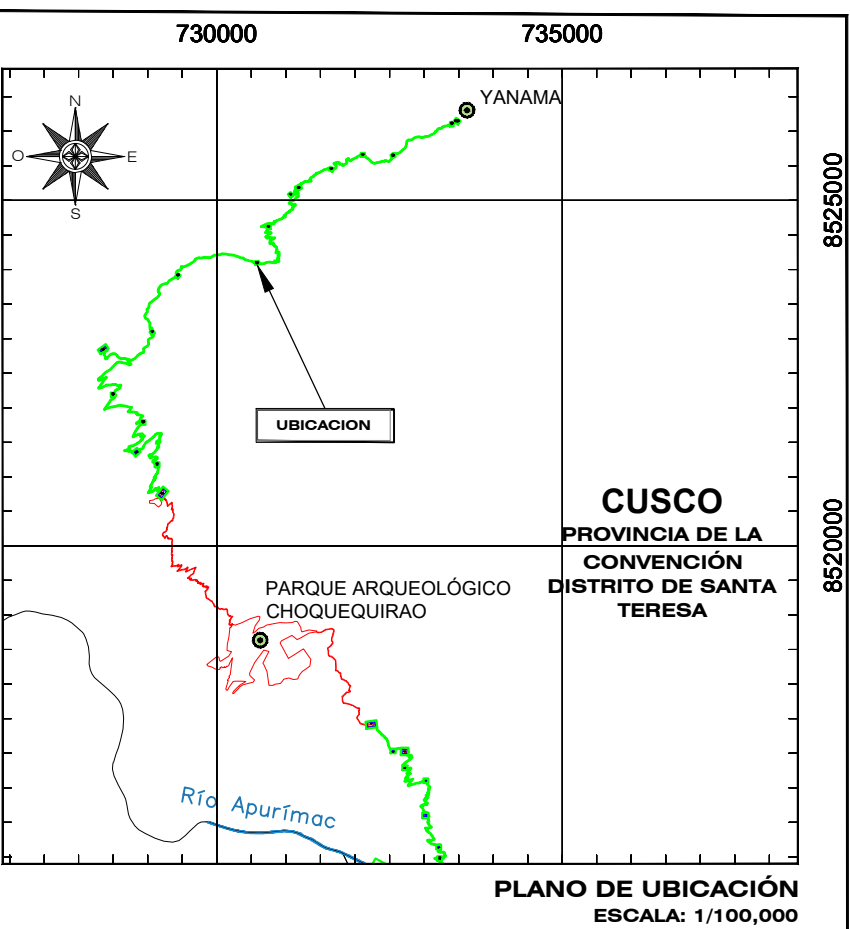 730000
735000
YANAMA
N
O
E
S
8525000
UBICACION
CUSCO
PROVINCIA DE LA
CONVENCIÓN
DISTRITO DE SANTA
TERESA
8520000
PARQUE ARQUEOLÓGICO
CHOQUEQUIRAO
Río Apurímac
PLANO DE UBICACIÓN
ESCALA: 1/100,000